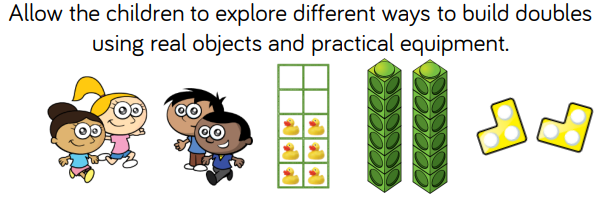 Allow the children to explore different ways to build doubles
using real objects and practical equipment.